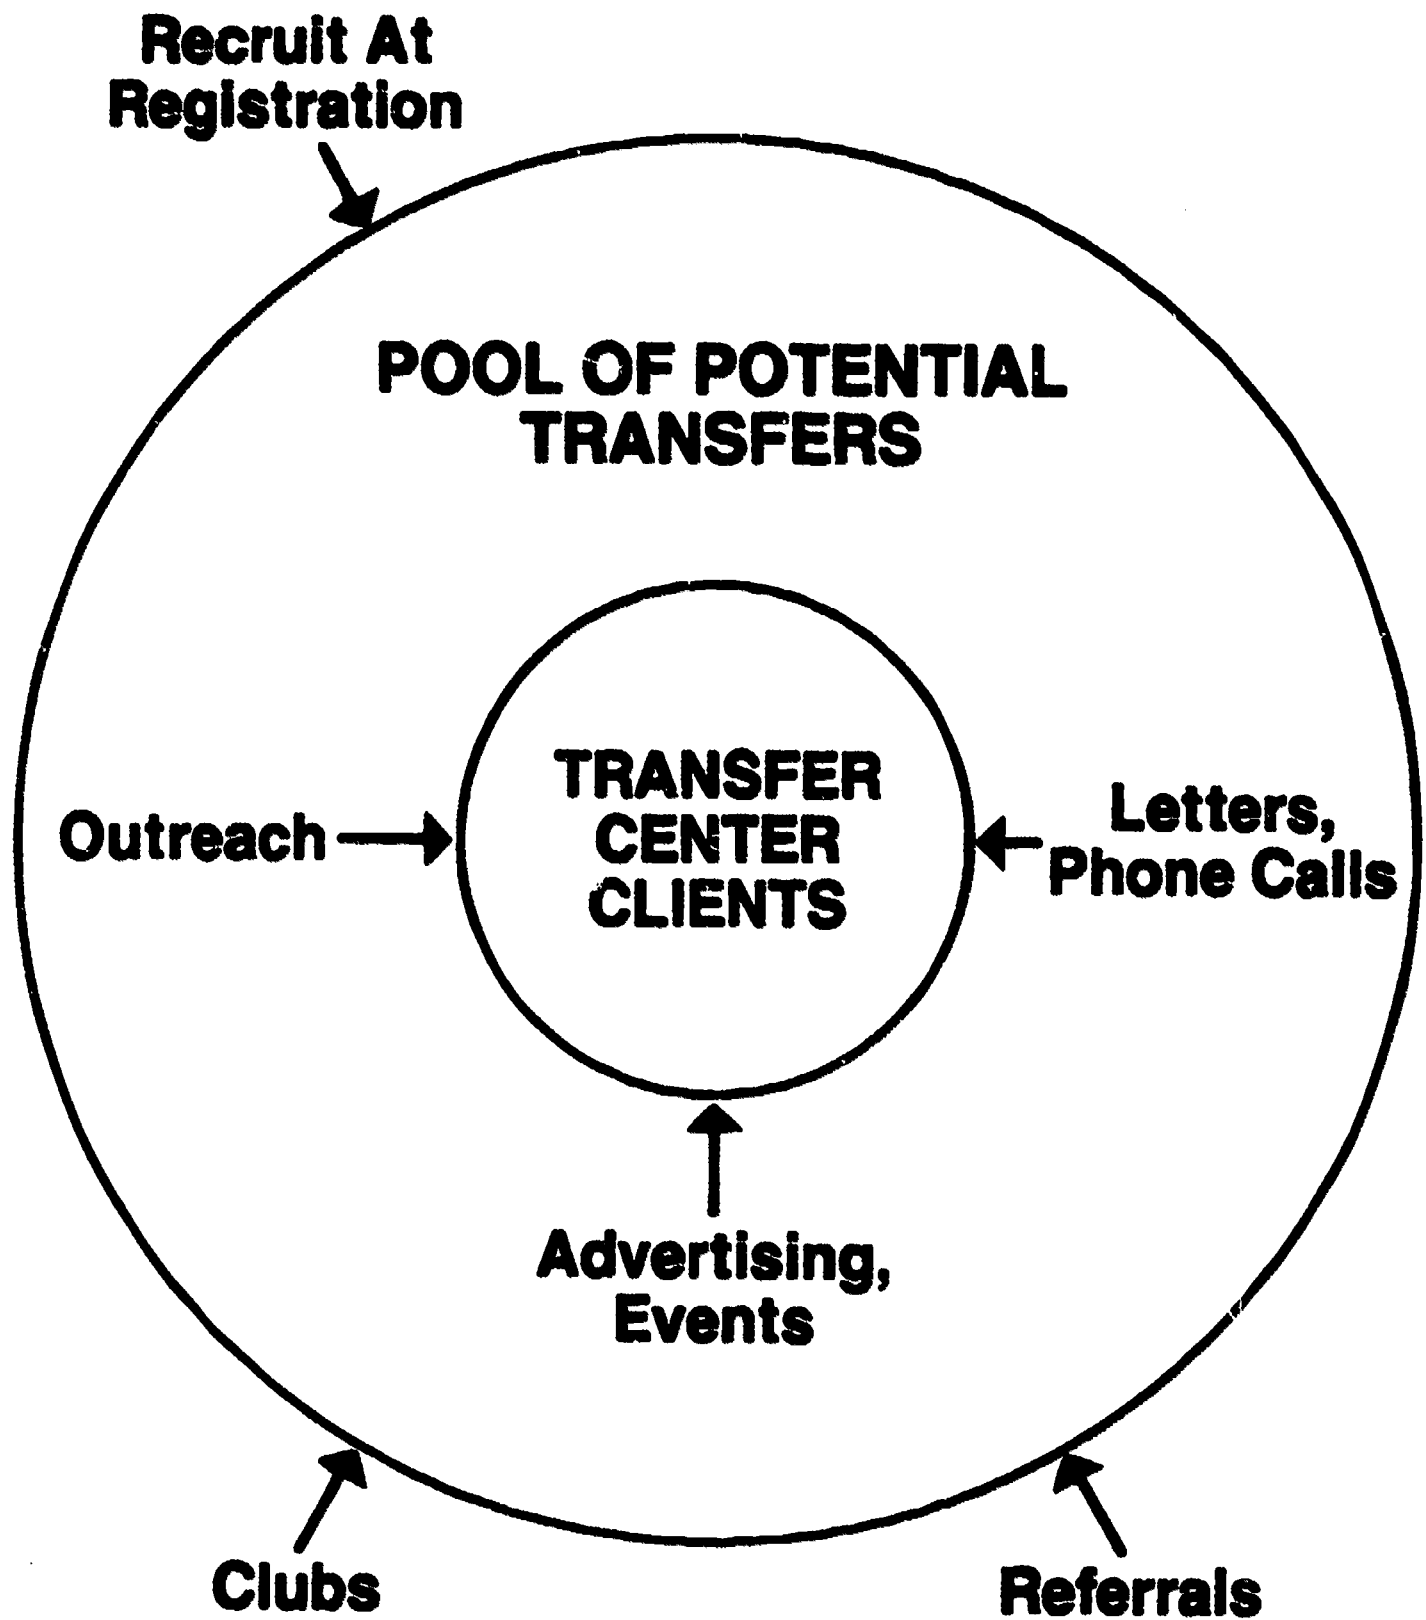 Recruit At
Registration
POOL OF POTENTIAL
TRANSFERS
TRANSFER
CENTER
CLIENTS
Outreach
Letters,
Phone Calls
Advertising,
Events
Clubs
Referrals